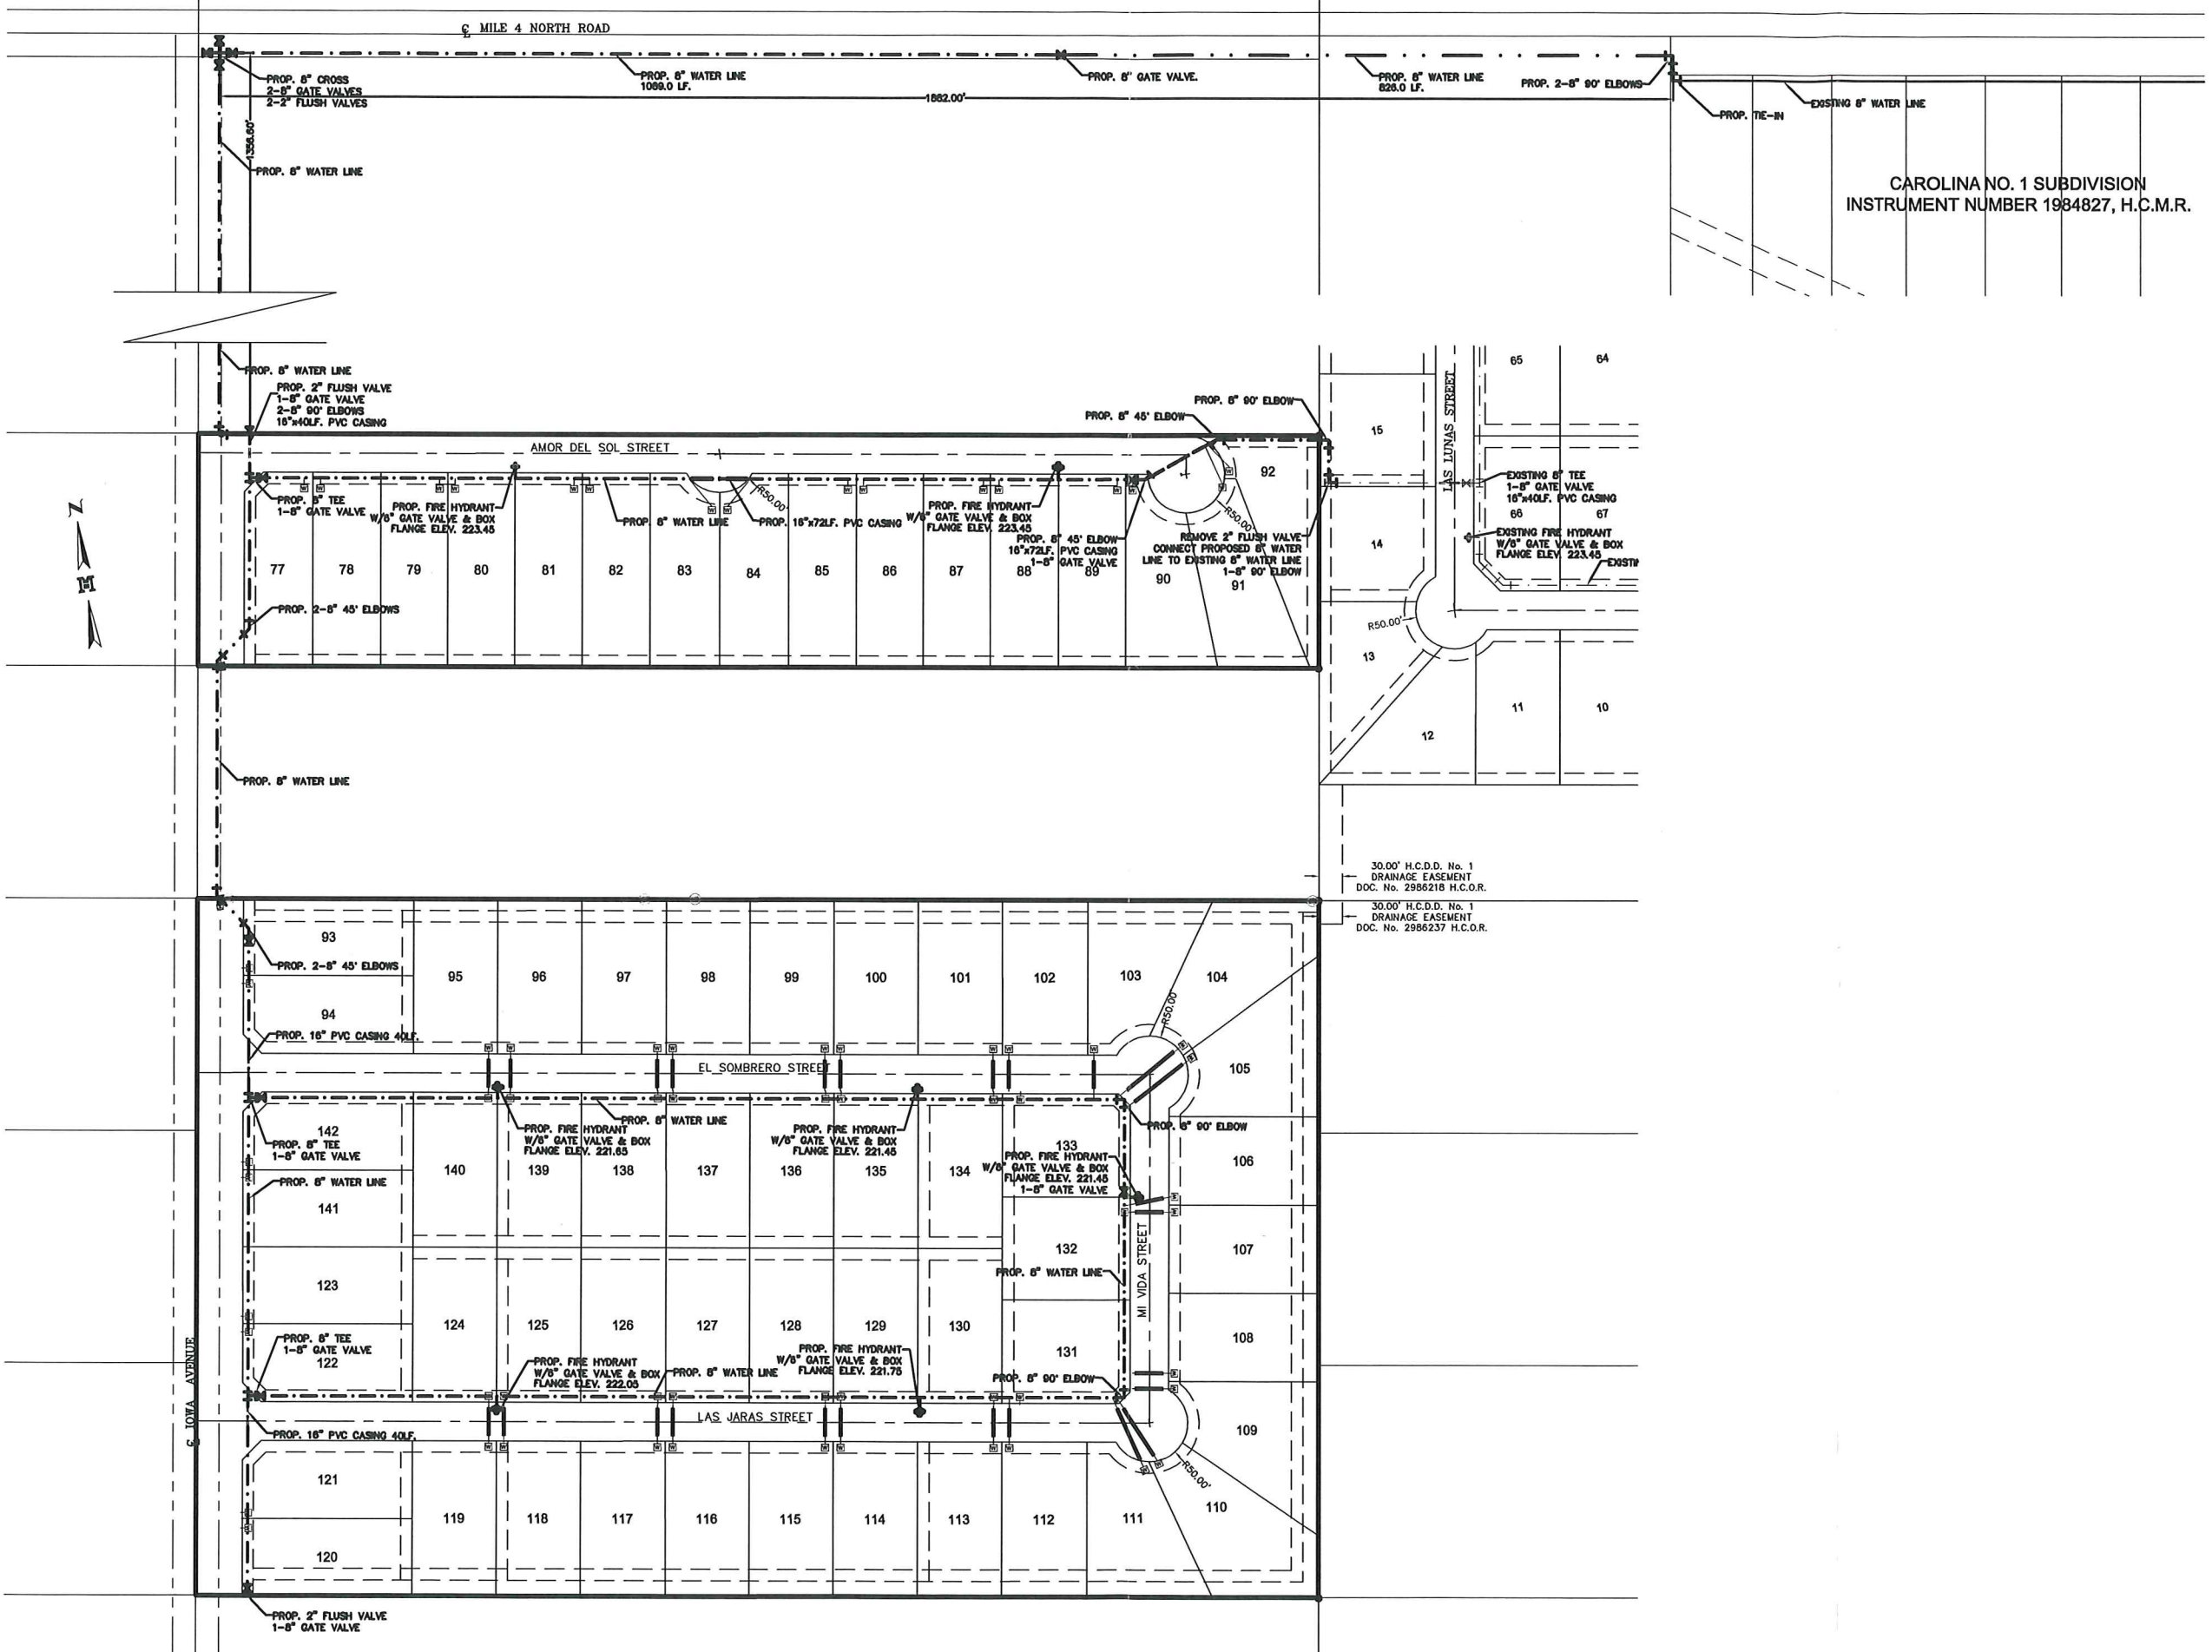 ℄ MILE 4 NORTH ROAD
PROP. 8" CROSS
2-8" GATE VALVES
2-2" FLUSH VALVES
PROP. 8" WATER LINE
1069.0 LF.
PROP. 8" GATE VALVE.
PROP. 8" WATER LINE
826.0 LF.
PROP. 2-8" 90° ELBOWS
1882.00'
EXISTING 8" WATER LINE
PROP. TIE-IN
1356.60'
PROP. 8" WATER LINE
CAROLINA NO. 1 SUBDIVISION
INSTRUMENT NUMBER 1984827, H.C.M.R.
PROP. 8" WATER LINE
PROP. 2" FLUSH VALVE
1-8" GATE VALVE
2-8" 90° ELBOWS
16"x40LF. PVC CASING
PROP. 8" 90° ELBOW
PROP. 8" 45° ELBOW
AMOR DEL SOL STREET
LAS LUNAS STREET
65
64
15
92
PROP. 8" TEE
1-8" GATE VALVE
PROP. FIRE HYDRANT
W/6" GATE VALVE & BOX
FLANGE ELEV. 223.45
PROP. 8" WATER LINE
R50.00'
PROP. 16"x72LF. PVC CASING
PROP. FIRE HYDRANT
W/6" GATE VALVE & BOX
FLANGE ELEV. 223.45
PROP. 8" 45° ELBOW
16"x72LF. PVC CASING
1-8" GATE VALVE
R50.00'
REMOVE 2" FLUSH VALVE
CONNECT PROPOSED 8" WATER
LINE TO EXISTING 8" WATER LINE
1-8" 90° ELBOW
EXISTING 8" TEE
1-8" GATE VALVE
16"x40LF. PVC CASING
66
67
EXISTING FIRE HYDRANT
W/6" GATE VALVE & BOX
FLANGE ELEV. 223.45
EXISTIN
14
77
78
79
80
81
82
83
84
85
86
87
88
89
90
91
N
PROP. 2-8" 45° ELBOWS
R50.00'
13
11
10
12
PROP. 8" WATER LINE
30.00' H.C.D.D. No. 1
DRAINAGE EASEMENT
DOC. No. 2986218 H.C.O.R.
30.00' H.C.D.D. No. 1
DRAINAGE EASEMENT
DOC. No. 2986237 H.C.O.R.
93
PROP. 2-8" 45° ELBOWS
94
95
96
97
98
99
100
101
102
103
104
R50.00'
PROP. 16" PVC CASING 40LF.
EL SOMBRERO STREET
105
142
PROP. 8" TEE
1-8" GATE VALVE
PROP. 8" WATER LINE
141
PROP. FIRE HYDRANT
W/6" GATE VALVE & BOX
FLANGE ELEV. 221.65
PROP. 8" WATER LINE
PROP. FIRE HYDRANT
W/6" GATE VALVE & BOX
FLANGE ELEV. 221.45
PROP. 8" 90° ELBOW
133
PROP. FIRE HYDRANT
W/6" GATE VALVE & BOX
FLANGE ELEV. 221.45
1-8" GATE VALVE
140
139
138
137
136
135
134
106
132
MI VIDA STREET
107
PROP. 8" WATER LINE
123
124
125
126
127
128
129
130
131
108
℄ IOWA AVENUE
PROP. 8" TEE
1-8" GATE VALVE
122
PROP. FIRE HYDRANT
W/6" GATE VALVE & BOX
FLANGE ELEV. 222.05
PROP. 8" WATER LINE
PROP. FIRE HYDRANT
W/6" GATE VALVE & BOX
FLANGE ELEV. 221.75
PROP. 8" 90° ELBOW
LAS JARAS STREET
PROP. 16" PVC CASING 40LF.
109
R50.00'
121
119
118
117
116
115
114
113
112
111
110
120
PROP. 2" FLUSH VALVE
1-8" GATE VALVE